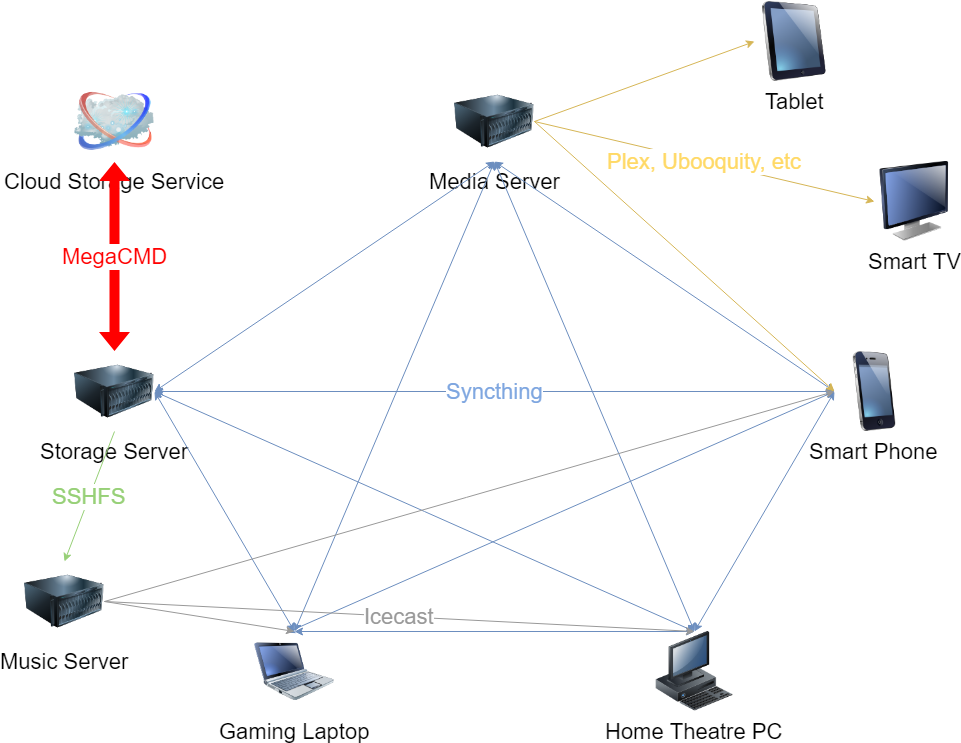 Tablet
Plex, Ubooquity, etc
Cloud Storage Service
Media Server
MegaCMD
Smart TV
Syncthing
Storage Server
Smart Phone
SSHFS
Icecast
Music Server
Gaming Laptop
Home Theatre PC